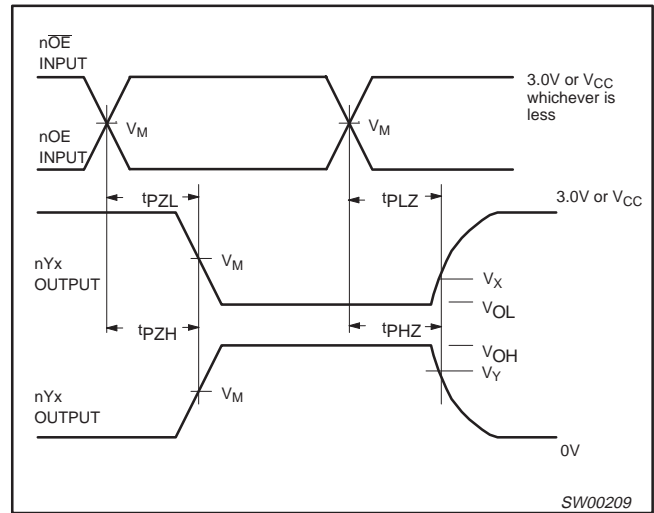 nO̅E̅
INPUT
3.0V or VCC
whichever is
less
VM
VM
nOE
INPUT
tPZL
tPLZ
3.0V or VCC
nYx
OUTPUT
VM
VX
VOL
tPZH
tPHZ
VOH
VY
nYx
OUTPUT
VM
0V
SW00209